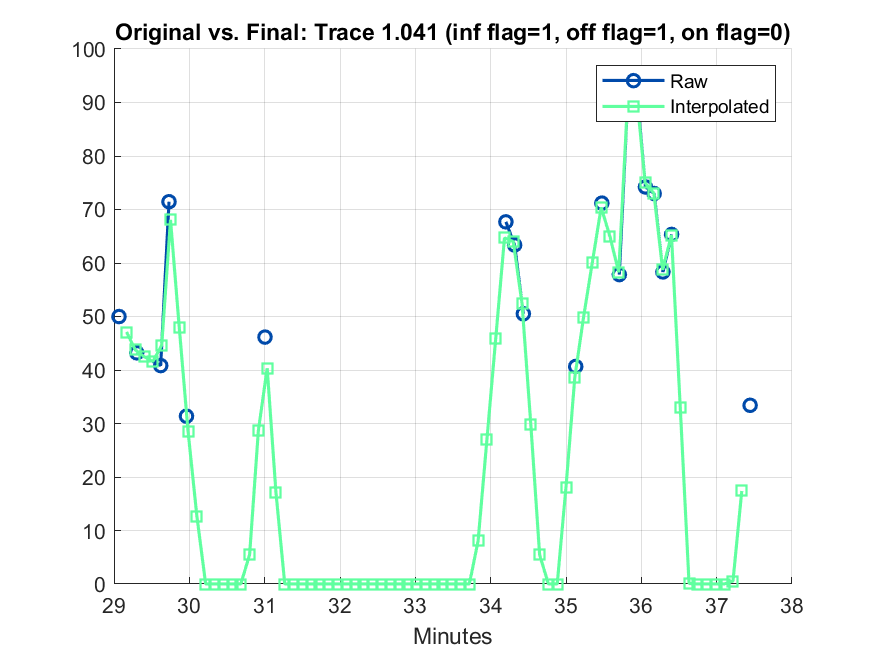 Original vs. Final: Trace 1.041 (inf flag=1, off flag=1, on flag=0)
100
90
80
70
60
50
40
30
20
10
0
Raw
Interpolated
29 30 31 32 33 34 35 36 37 38
Minutes